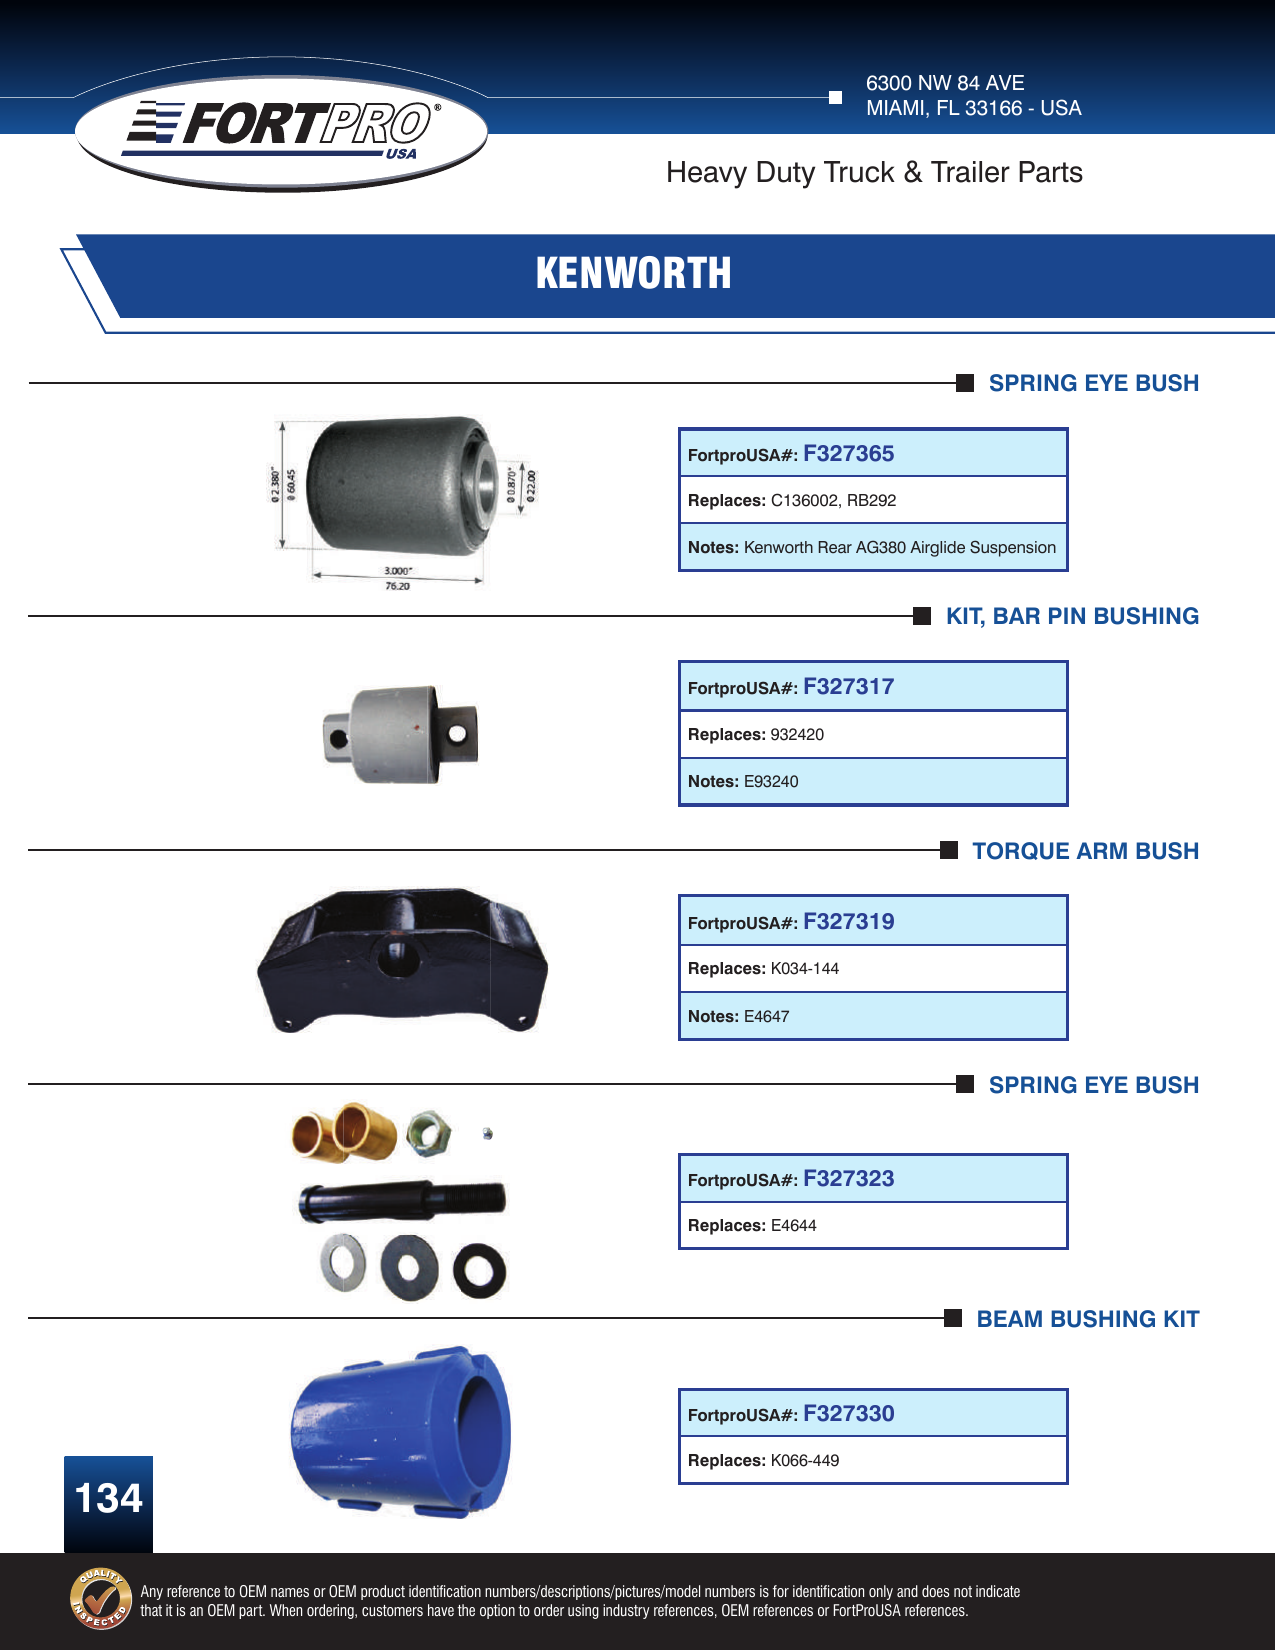 6300 NW 84 AVE
MIAMI, FL 33166 - USA
FORTPRO®
USA
Heavy Duty Truck & Trailer Parts
KENWORTH
SPRING EYE BUSH
Ø 2.380"
Ø 60.45
Ø 0.870"
Ø 22.00
3.000"
76.20
FortproUSA#: F327365
Replaces: C136002, RB292
Notes: Kenworth Rear AG380 Airglide Suspension
KIT, BAR PIN BUSHING
FortproUSA#: F327317
Replaces: 932420
Notes: E93240
TORQUE ARM BUSH
FortproUSA#: F327319
Replaces: K034-144
Notes: E4647
SPRING EYE BUSH
FortproUSA#: F327323
Replaces: E4644
BEAM BUSHING KIT
FortproUSA#: F327330
Replaces: K066-449
134
QUALITY
INSPECTED
Any reference to OEM names or OEM product identification numbers/descriptions/pictures/model numbers is for identification only and does not indicate
that it is an OEM part. When ordering, customers have the option to order using industry references, OEM references or FortProUSA references.